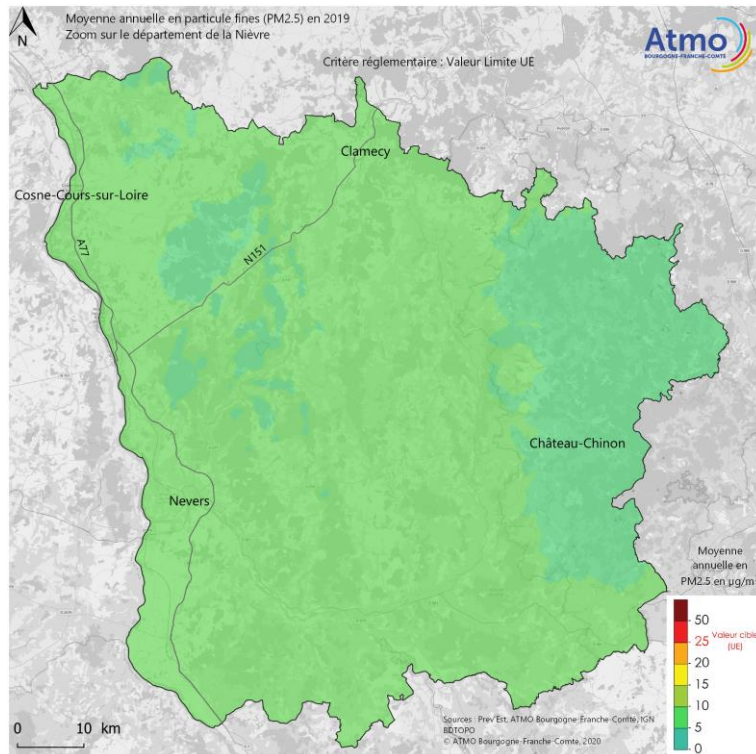 Moyenne annuelle en particule fines (PM2.5) en 2019
Zoom sur le département de la Nièvre
Critère réglementaire : Valeur Limite UE
Atmo
BOURGOGNE-FRANCHE-COMTÉ
N
Clamecy
Cosne-Cours-sur-Loire
A77
N151
Château-Chinon
Nevers
Moyenne
annuelle en
PM2.5 en µg/m
50
25 Valeur cible
(UE)
20
15
10
5
0
0 10 km
Sources : Prev'Est, ATMO Bourgogne-Franche-Comté, IGN
BDTOPO
© ATMO Bourgogne-Franche-Comté, 2020